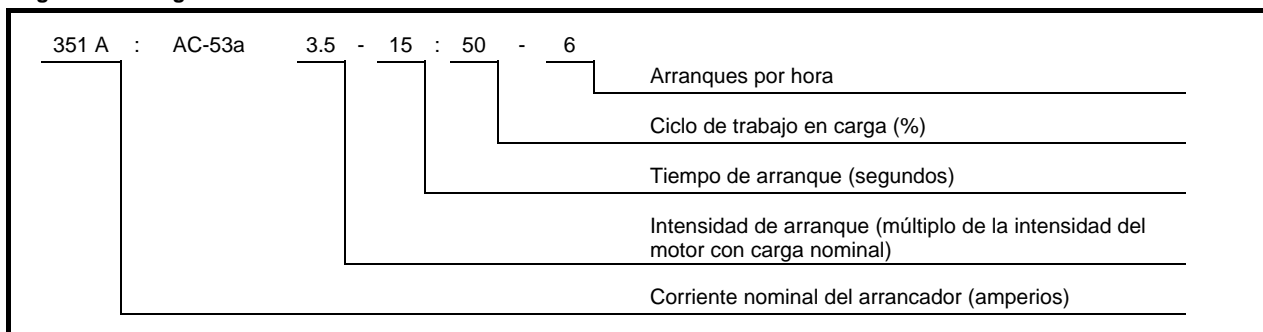 351 A : AC-53a 3.5 - 15 : 50 - 6
Arranques por hora
Ciclo de trabajo en carga (%)
Tiempo de arranque (segundos)
Intensidad de arranque (múltiplo de la intensidad del
motor con carga nominal)
Corriente nominal del arrancador (amperios)